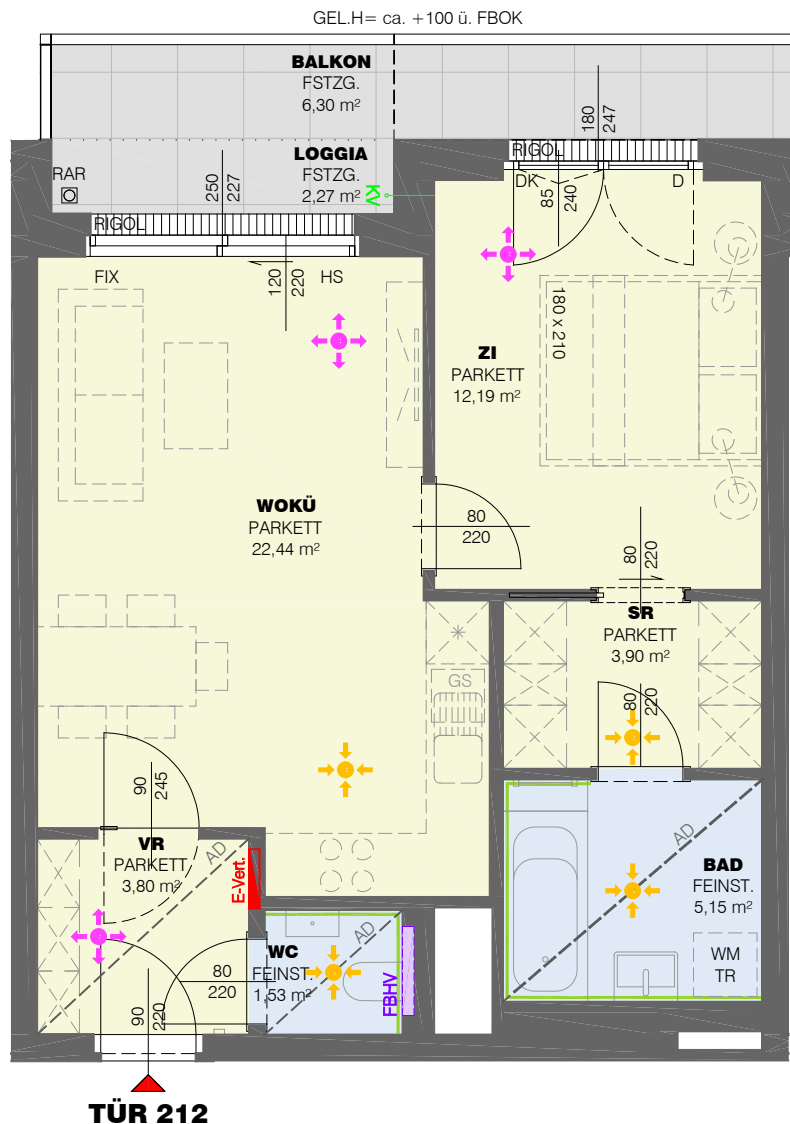 GEL.H= ca. +100 ü. FBOK
BALKON
FSTZG.
6,30 m²
180
247
LOGGIA
FSTZG.
2,27 m²
RAR
KV
250
227
RIGOL
RIGOL
DK
D
85
240
FIX
HS
120
220
180 x 210
ZI
PARKETT
12,19 m²
WOKÜ
PARKETT
22,44 m²
80
220
80
220
SR
PARKETT
3,90 m²
GS
80
220
90
245
VR
PARKETT
3,80 m²
AD
E-Vert.
AD
BAD
FEINST.
5,15 m²
WM
TR
AD
WC
FEINST.
1,53 m²
80
220
FBHV
90
220
TÜR 212